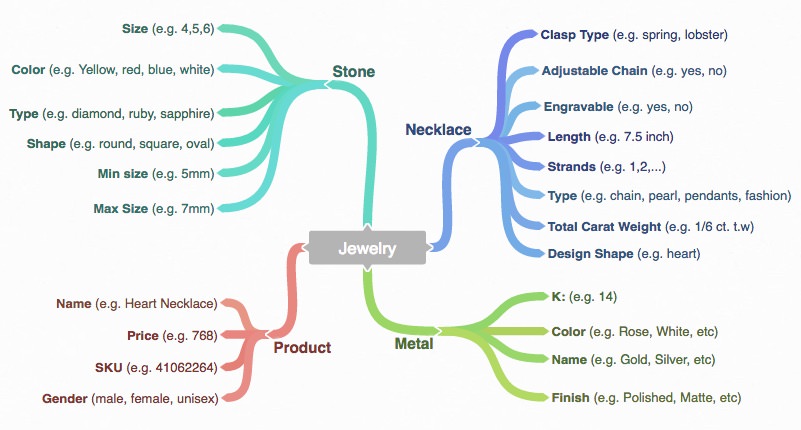 Size (e.g. 4,5,6)
Color (e.g. Yellow, red, blue, white)
Type (e.g. diamond, ruby, sapphire)
Shape (e.g. round, square, oval)
Min size (e.g. 5mm)
Max Size (e.g. 7mm)
Stone
Necklace
Clasp Type (e.g. spring, lobster)
Adjustable Chain (e.g. yes, no)
Engravable (e.g. yes, no)
Length (e.g. 7.5 inch)
Strands (e.g. 1,2,...)
Type (e.g. chain, pearl, pendants, fashion)
Total Carat Weight (e.g. 1/6 ct. t.w)
Design Shape (e.g. heart)
Jewelry
Name (e.g. Heart Necklace)
Price (e.g. 768)
SKU (e.g. 41062264)
Gender (male, female, unisex)
Product
Metal
K: (e.g. 14)
Color (e.g. Rose, White, etc)
Name (e.g. Gold, Silver, etc)
Finish (e.g. Polished, Matte, etc)